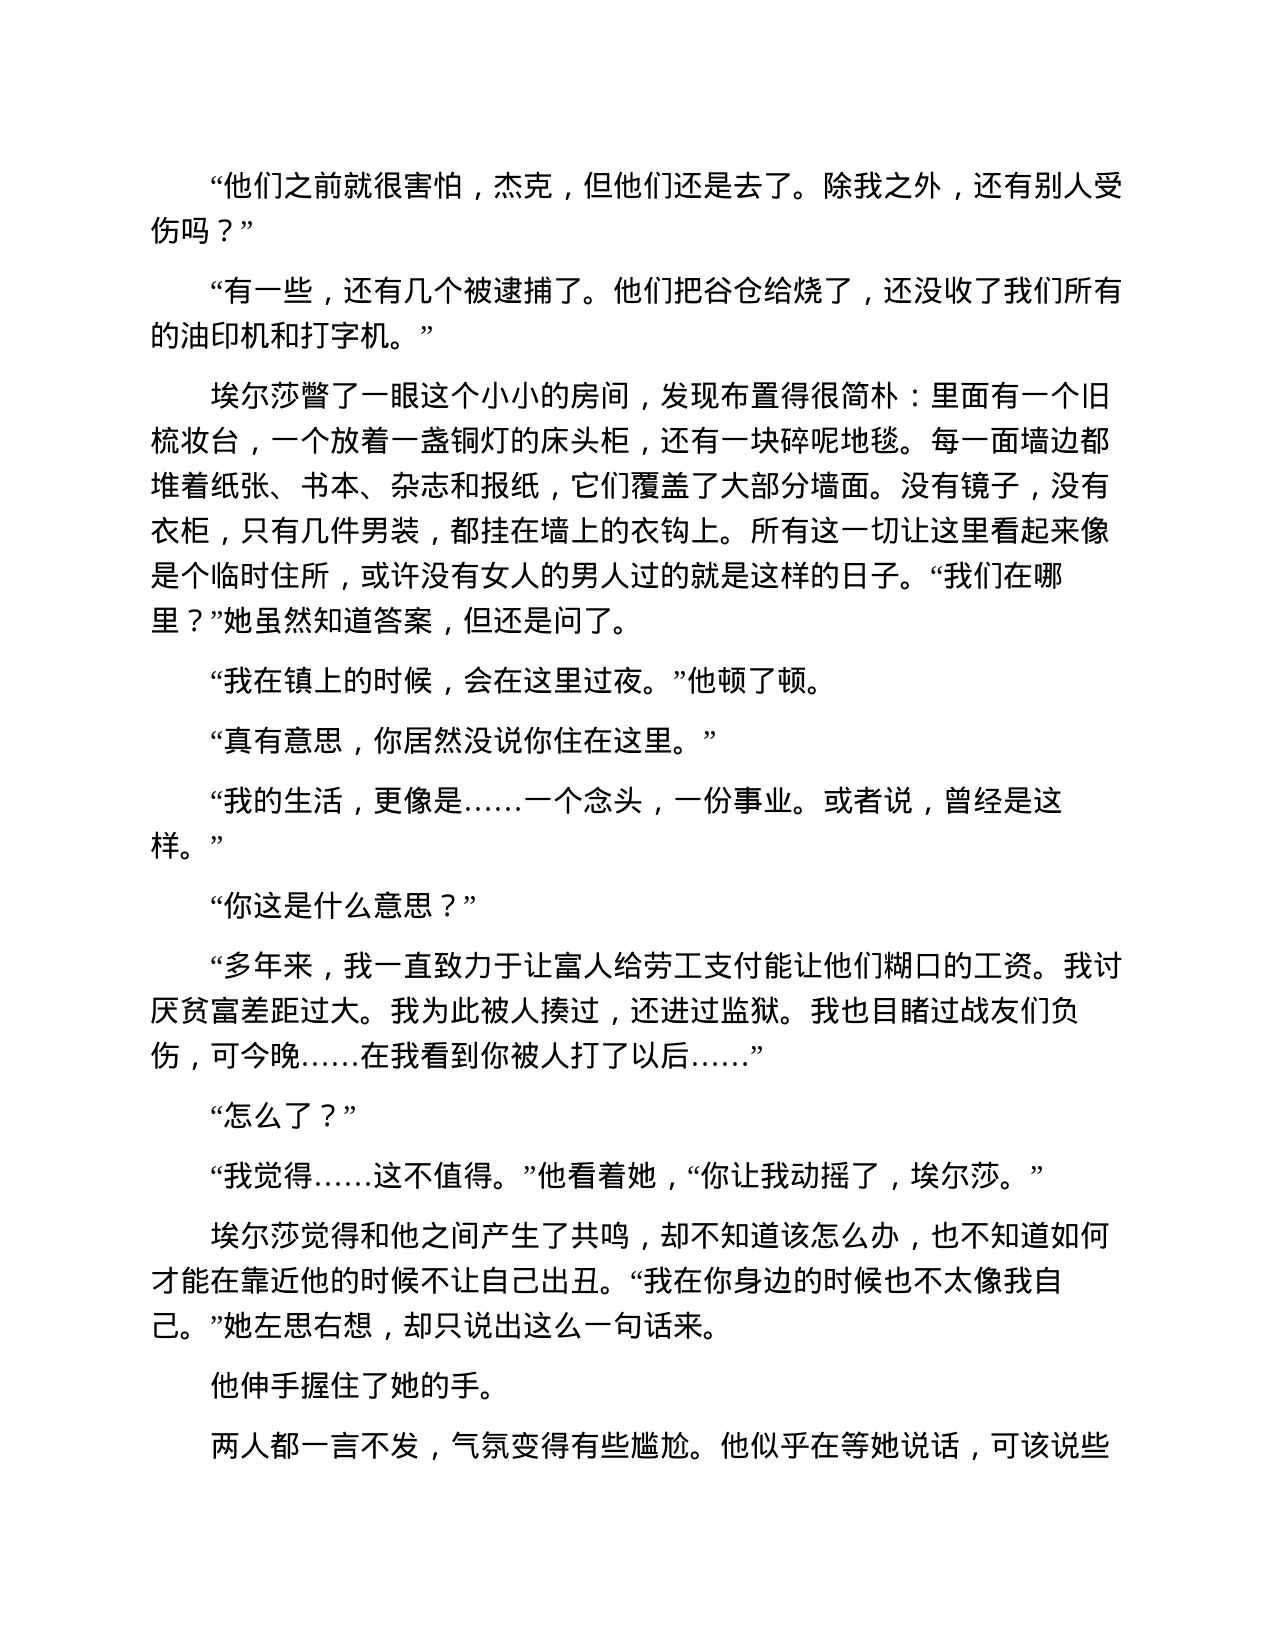 “他们之前就很害怕，杰克，但他们还是去了。除我之外，还有别人受
伤吗？”
“有一些，还有几个被逮捕了。他们把谷仓给烧了，还没收了我们所有
的油印机和打字机。”
埃尔莎瞥了一眼这个小小的房间，发现布置得很简朴：里面有一个旧
梳妆台，一个放着一盏铜灯的床头柜，还有一块碎呢地毯。每一面墙边都
堆着纸张、书本、杂志和报纸，它们覆盖了大部分墙面。没有镜子，没有
衣柜，只有几件男装，都挂在墙上的衣钩上。所有这一切让这里看起来像
是个临时住所，或许没有女人的男人过的就是这样的日子。“我们在哪
里？”她虽然知道答案，但还是问了。
“我在镇上的时候，会在这里过夜。”他顿了顿。
“真有意思，你居然没说你住在这里。”
“我的生活，更像是……一个念头，一份事业。或者说，曾经是这
样。”
“你这是什么意思？”
“多年来，我一直致力于让富人给劳工支付能让他们糊口的工资。我讨
厌贫富差距过大。我为此被人揍过，还进过监狱。我也目睹过战友们负
伤，可今晚……在我看到你被人打了以后……”
“怎么了？”
“我觉得……这不值得。”他看着她，“你让我动摇了，埃尔莎。”
埃尔莎觉得和他之间产生了共鸣，却不知道该怎么办，也不知道如何
才能在靠近他的时候不让自己出丑。“我在你身边的时候也不太像我自
己。”她左思右想，却只说出这么一句话来。
他伸手握住了她的手。
两人都一言不发，气氛变得有些尴尬。他似乎在等她说话，可该说些